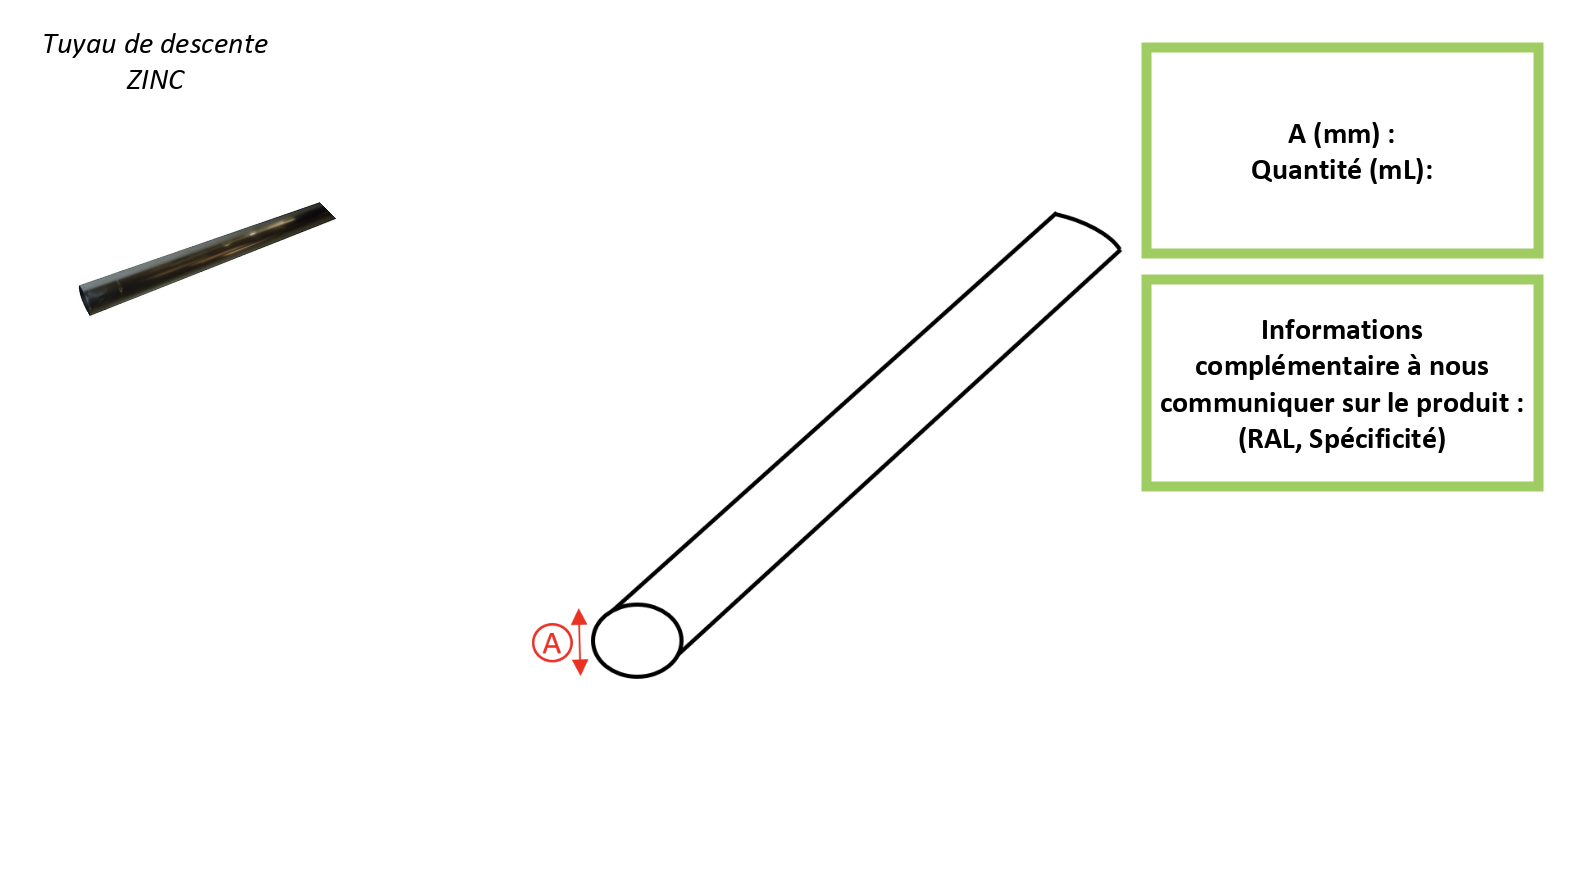 Tuyau de descente
ZINC
A (mm) :
Quantité (mL):
Informations
complémentaire à nous
communiquer sur le produit :
(RAL, Spécificité)
A